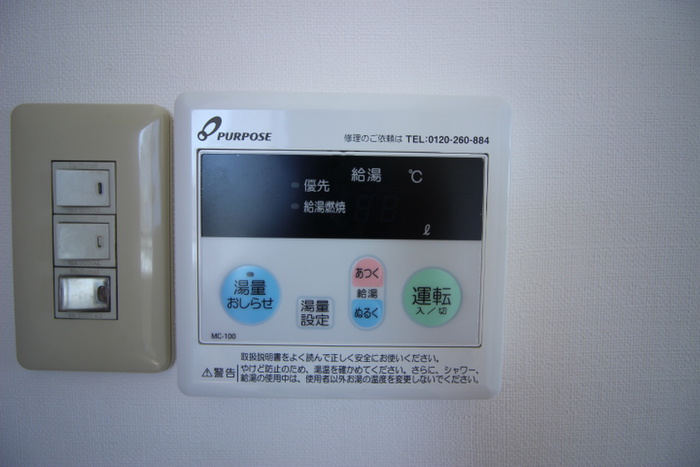 PURPOSE
修理のご依頼は TEL:0120-260-884
給湯 ℃
優先
給湯燃焼
ℓ
湯量
おしらせ
湯量
設定
あつく
給湯
ぬるく
運転
入／切
MC-100
取扱説明書をよく読んで正しく安全にお使いください。
⚠警告
やけど防止のため、湯温を確かめてください。さらに、シャワー、
給湯の使用中は、使用者以外お湯の温度を変更しないでください。